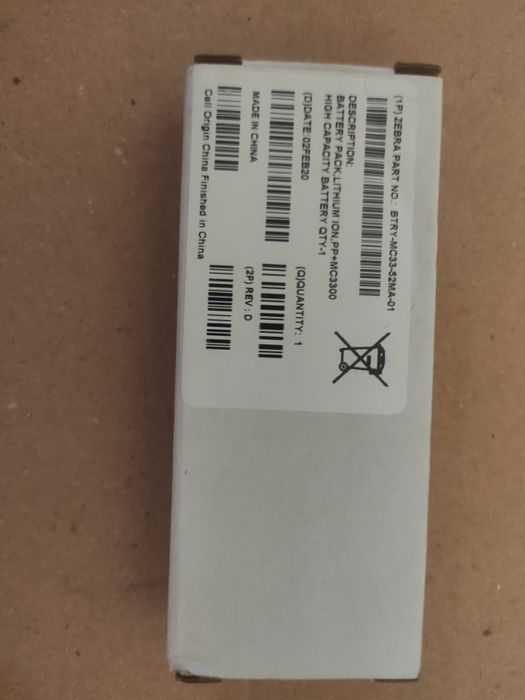 (1P) ZEBRA PART NO.: BTRY-MC33-52MA-01
DESCRIPTION:
BATTERY PACK,LITHIUM ION,PP+MC3300
HIGH CAPACITY BATTERY QTY-1
(D)DATE:02FEB20
(Q)QUANTITY: 1
MADE IN CHINA
(2P) REV : D
Cell Origin China Finished in China